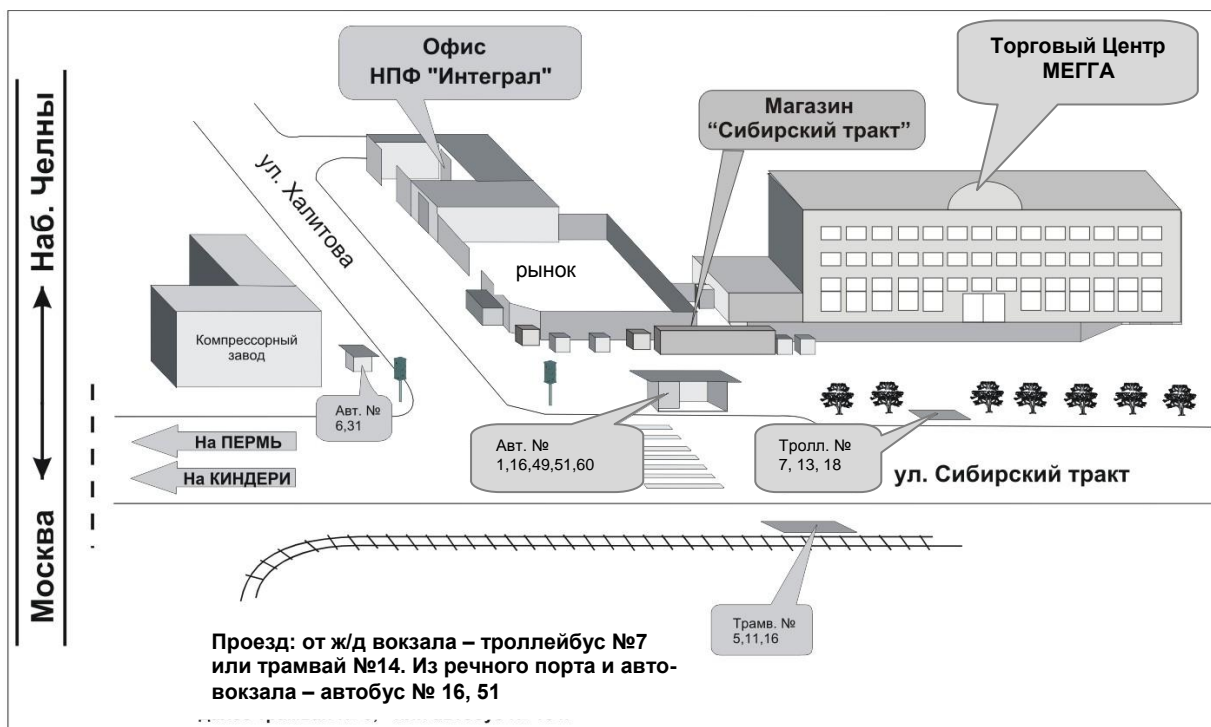 Офис
НПФ "Интеграл"
Торговый Центр
МЕГГА
Магазин
“Сибирский тракт”
Наб. Челны
Москва
ул. Халитова
рынок
Компрессорный
завод
Авт. №
6,31
На ПЕРМЬ
На КИНДЕРИ
Авт. №
1,16,49,51,60
Тролл. №
7, 13, 18
ул. Сибирский тракт
Трамв. №
5,11,16
Проезд: от ж/д вокзала – троллейбус №7
или трамвай №14. Из речного порта и авто-
вокзала – автобус № 16, 51